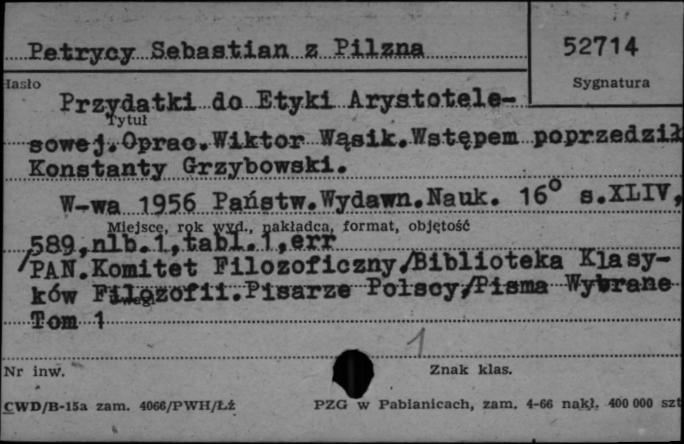 Petrycy Sebastian z Pilzna
52714
Hasło
Sygnatura
Przydatki do Etyki Arystotele-
Tytuł
sowej.Oprac.Wiktor Wąsik.Wstępem poprzedził
Konstanty Grzybowski.
W-wa 1956 Państw.Wydawn.Nauk. 16° s.XLIV,
Miejsce, rok wyd., nakładca, format, objętość
589,nlb.1,tabl.1,err
/PAN.Komitet Filozoficzny/Biblioteka Klasy-
ków Filozofii.Pisarze Polscy/Pisma Wybrane
Uwagi
Tom 1
1
Nr inw.
Znak klas.
CWD/B-15a zam. 4066/PWH/Łź
PZG w Pabianicach, zam. 4-66 nakł. 400 000 szt